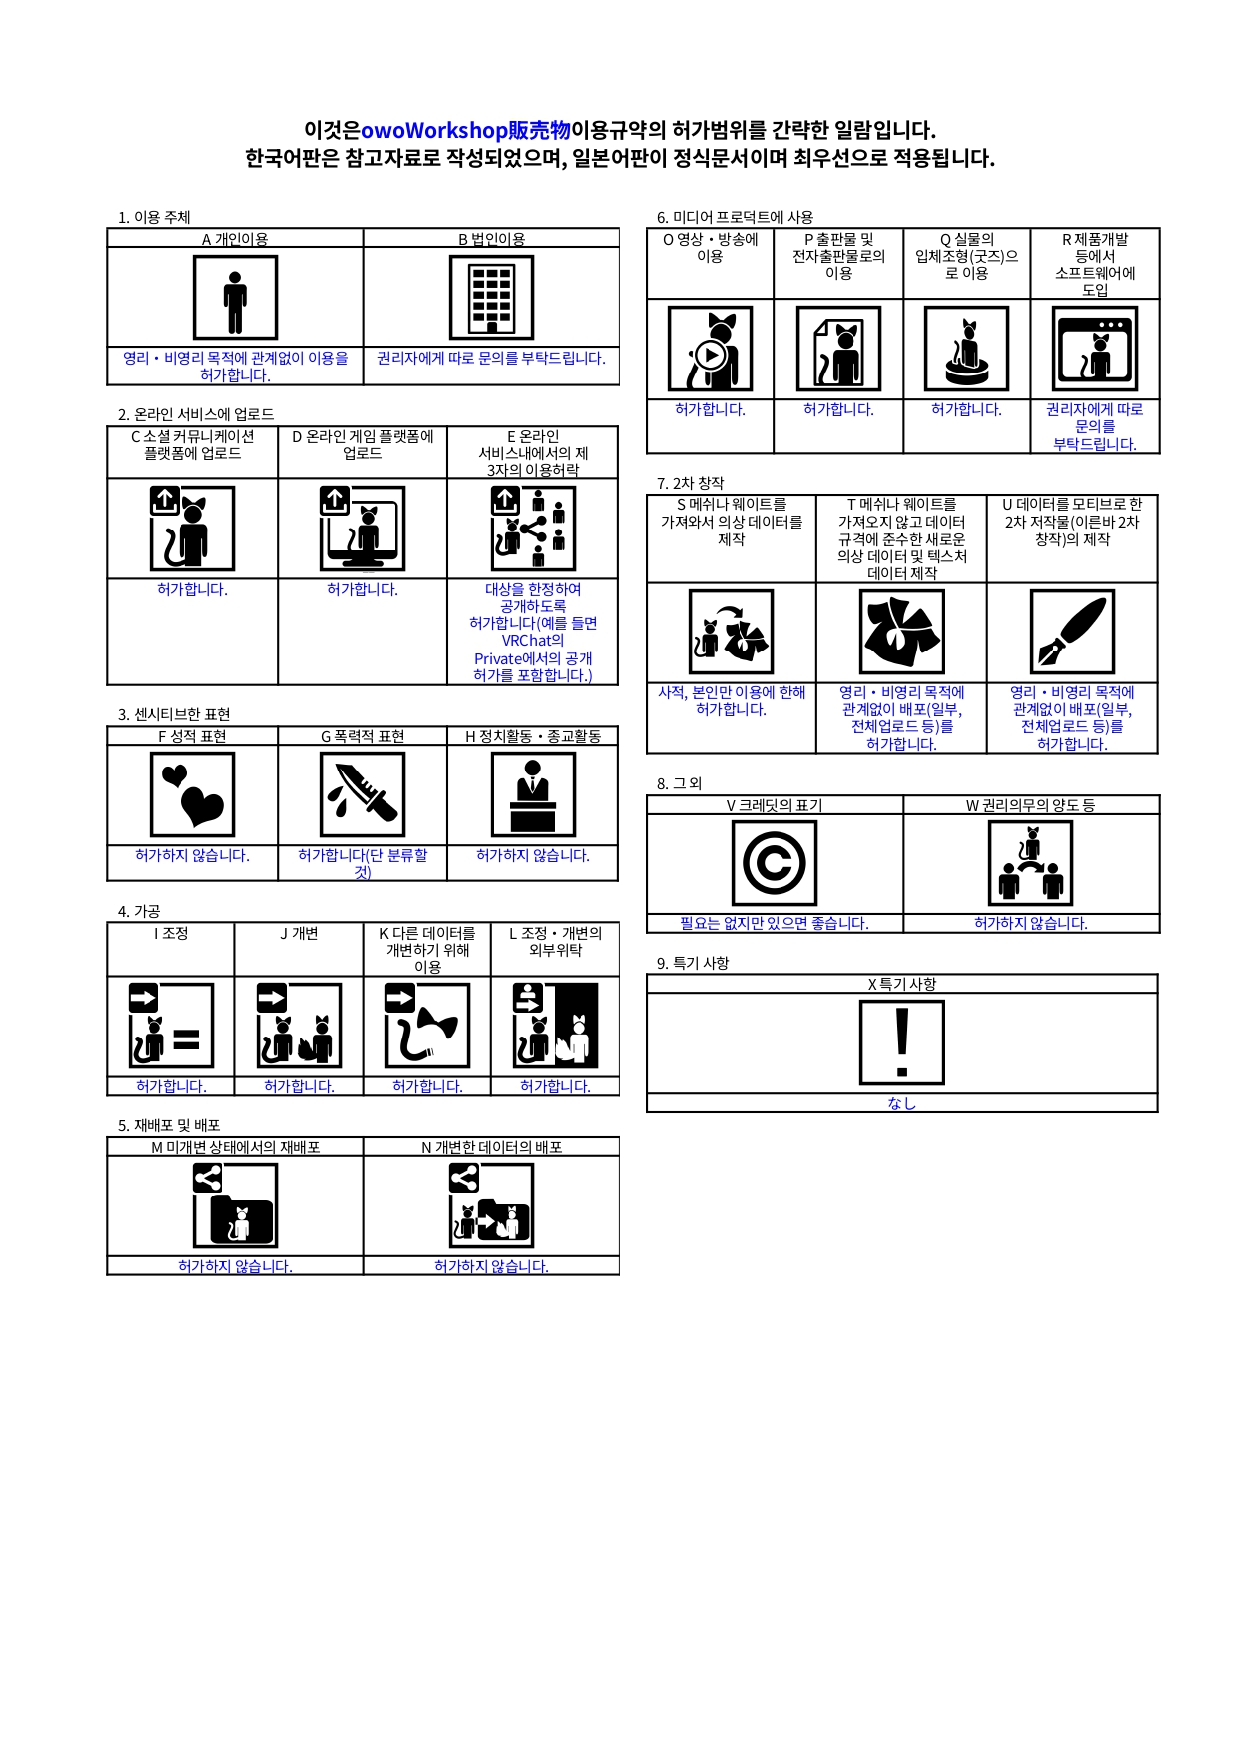 이것은owoWorkshop販売物이용규약의 허가범위를 간략한 일람입니다.
한국어판은 참고자료로 작성되었으며, 일본어판이 정식문서이며 최우선으로 적용됩니다.
1. 이용 주체
A 개인이용
B 법인이용
영리・비영리 목적에 관계없이 이용을
허가합니다.
권리자에게 따로 문의를 부탁드립니다.
2. 온라인 서비스에 업로드
C 소셜 커뮤니케이션
플랫폼에 업로드
D 온라인 게임 플랫폼에
업로드
E 온라인
서비스내에서의 제
3자의 이용허락
허가합니다.
허가합니다.
대상을 한정하여
공개하도록
허가합니다(예를 들면
VRChat의
Private에서의 공개
허가를 포함합니다.)
3. 센시티브한 표현
F 성적 표현
G 폭력적 표현
H 정치활동・종교활동
허가하지 않습니다.
허가합니다(단 분류할
것)
허가하지 않습니다.
4. 가공
I 조정
J 개변
K 다른 데이터를
개변하기 위해
이용
L 조정・개변의
외부위탁
허가합니다.
허가합니다.
허가합니다.
허가합니다.
5. 재배포 및 배포
M 미개변 상태에서의 재배포
N 개변한 데이터의 배포
허가하지 않습니다.
허가하지 않습니다.
6. 미디어 프로덕트에 사용
O 영상・방송에
이용
P 출판물 및
전자출판물로의
이용
Q 실물의
입체조형(굿즈)으
로 이용
R 제품개발
등에서
소프트웨어에
도입
허가합니다.
허가합니다.
허가합니다.
권리자에게 따로
문의를
부탁드립니다.
7. 2차 창작
S 메쉬나 웨이트를
가져와서 의상 데이터를
제작
T 메쉬나 웨이트를
가져오지 않고 데이터
규격에 준수한 새로운
의상 데이터 및 텍스처
데이터 제작
U 데이터를 모티브로 한
2차 저작물(이른바 2차
창작)의 제작
사적, 본인만 이용에 한해
허가합니다.
영리・비영리 목적에
관계없이 배포(일부,
전체업로드 등)를
허가합니다.
영리・비영리 목적에
관계없이 배포(일부,
전체업로드 등)를
허가합니다.
8. 그 외
V 크레딧의 표기
W 권리의무의 양도 등
필요는 없지만 있으면 좋습니다.
허가하지 않습니다.
9. 특기 사항
X 특기 사항
なし